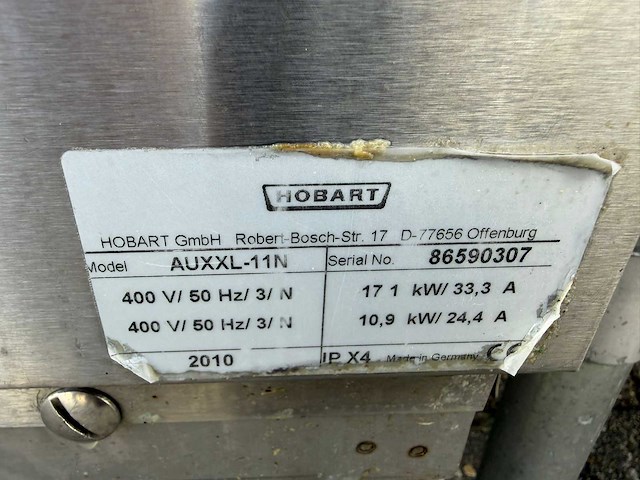 HOBART
HOBART GmbH Robert-Bosch-Str. 17 D-77656 Offenburg
Model AUXXL-11N Serial No. 86590307
400 V/ 50 Hz/ 3/ N 17 1 kW/ 33,3 A
400 V/ 50 Hz/ 3/ N 10,9 kW/ 24,4 A
2010 IP X4 Made in Germany CE